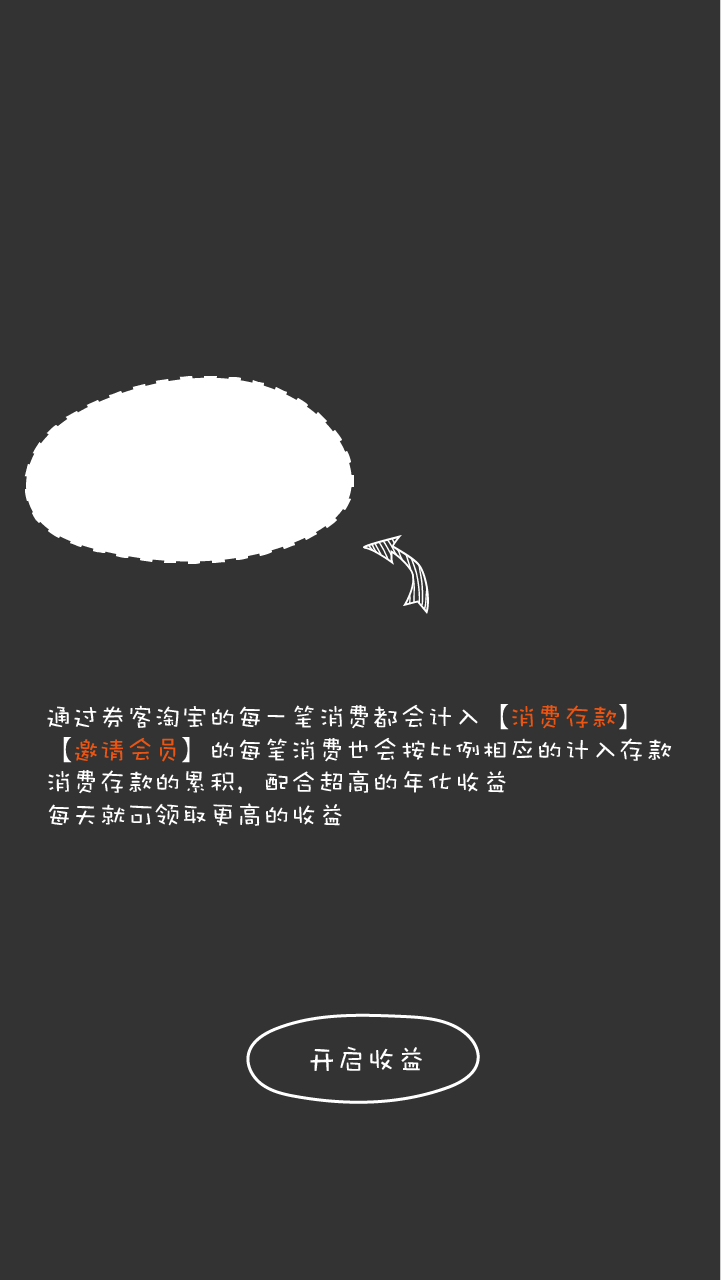 通过券客淘宝的每一笔消费都会计入【消费存款】
【邀请会员】的每笔消费也会按比例相应的计入存款
消费存款的累积，配合超高的年化收益
每天就可领取更高的收益
开启收益